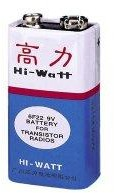 高力
Hi-Watt
6F22 9V
BATTERY
FOR
TRANSISTOR
RADIOS
HI-WATT